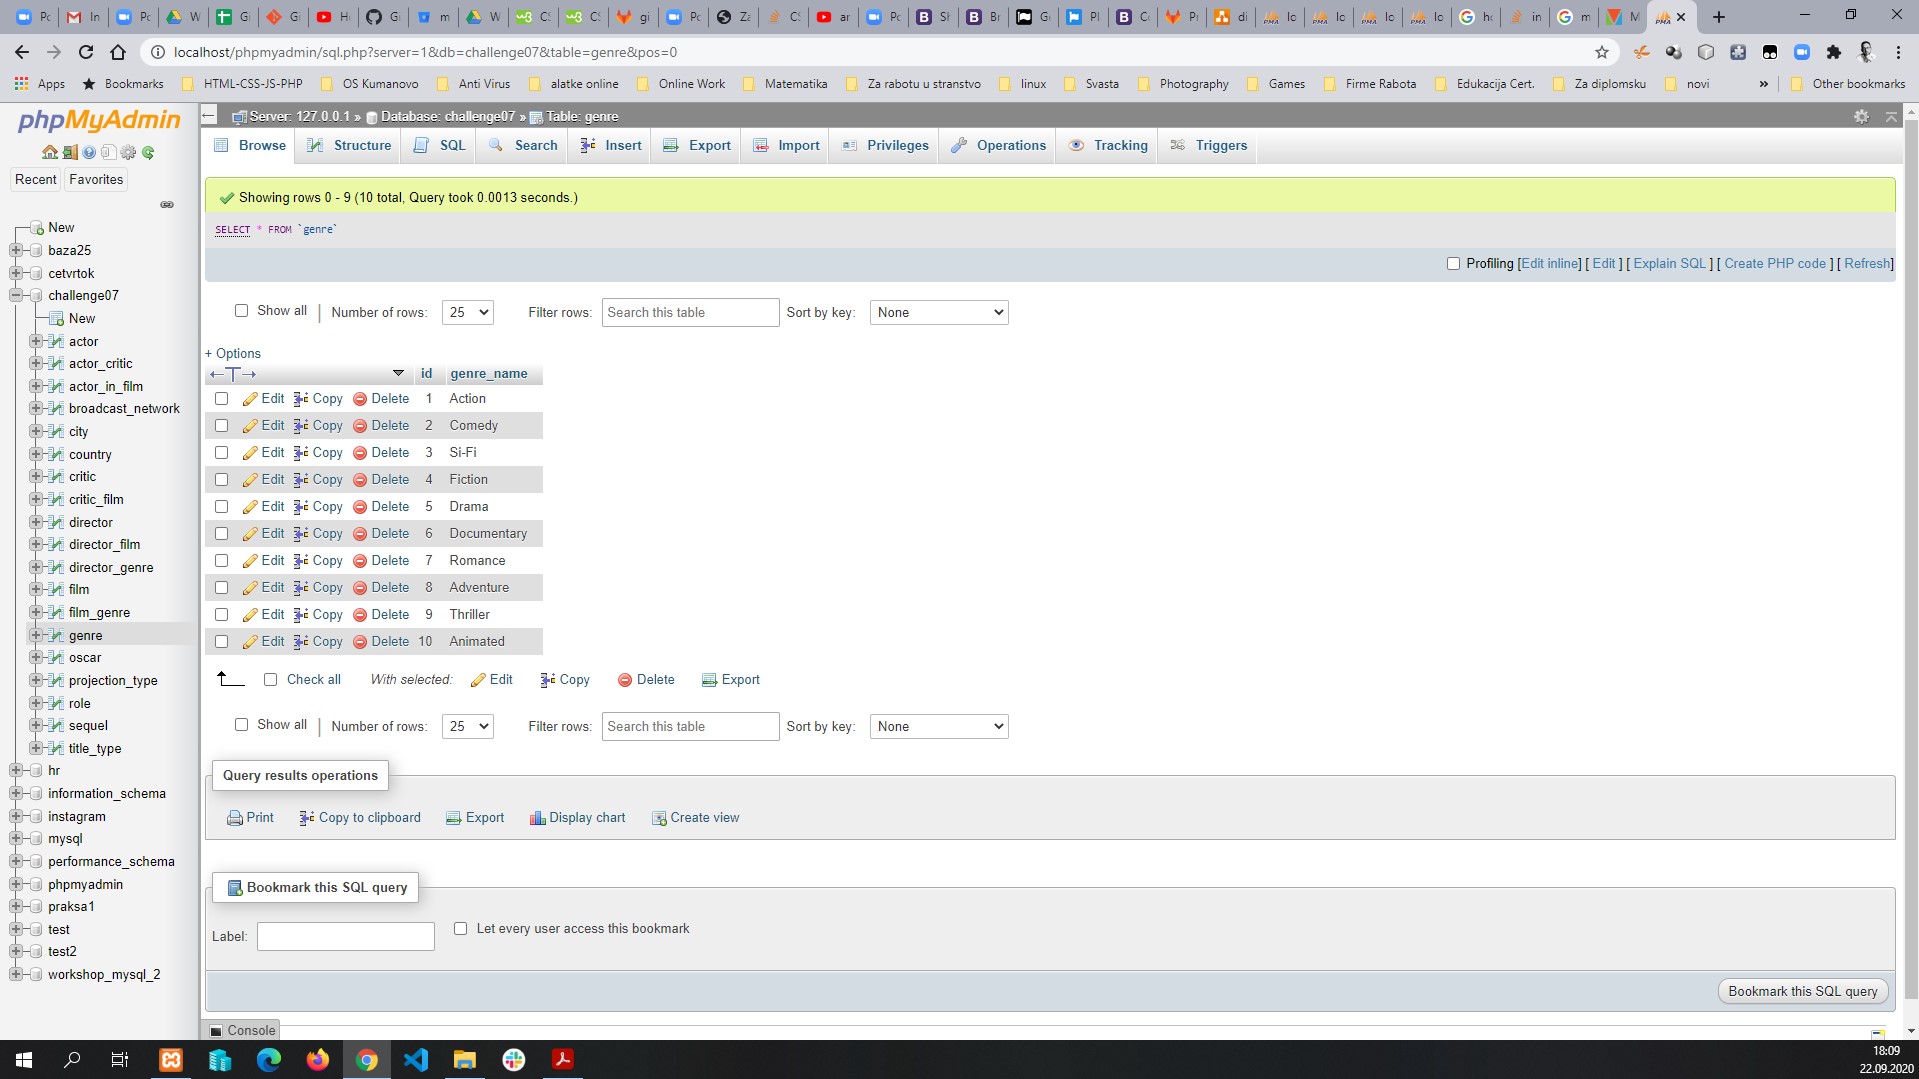 Po
In
Po
W
Gi
Po
W
Gi
Gi
Yo
Ho
Gi
m
W
CS
CS
gi
Po
Za
CS
ar
Po
Sh
Br
Ge
Pl
Co
Pr
di
lo
lo
lo
lo
ho
in
m
M
localhost/phpmyadmin/sql.php?server=1&db=challenge07&table=genre&pos=0
Apps Bookmarks HTML-CSS-JS-PHP OS Kumanovo Anti Virus alatke online Online Work Matematika Za rabotu u stranstvo linux Svasta Photography Games Firme Rabota Edukacija Cert. Za diplomsku novi » Other bookmarks
phpMyAdmin
Recent Favorites
New
baza25
cetvrtok
challenge07
New
actor
actor_critic
actor_in_film
broadcast_network
city
country
critic
critic_film
director
director_film
director_genre
film
film_genre
genre
oscar
projection_type
role
sequel
title_type
hr
information_schema
instagram
mysql
performance_schema
phpmyadmin
praksa1
test
test2
workshop_mysql_2
Server: 127.0.0.1 » Database: challenge07 » Table: genre
Browse Structure SQL Search Insert Export Import Privileges Operations Tracking Triggers
Showing rows 0 - 9 (10 total, Query took 0.0013 seconds.)
SELECT * FROM `genre`
Profiling [Edit inline] [ Edit ] [ Explain SQL ] [ Create PHP code ] [ Refresh]
Show all | Number of rows: 25 Filter rows: Search this table Sort by key: None
+ Options
←T→ id genre_name
Edit Copy Delete 1 Action
Edit Copy Delete 2 Comedy
Edit Copy Delete 3 Si-Fi
Edit Copy Delete 4 Fiction
Edit Copy Delete 5 Drama
Edit Copy Delete 6 Documentary
Edit Copy Delete 7 Romance
Edit Copy Delete 8 Adventure
Edit Copy Delete 9 Thriller
Edit Copy Delete 10 Animated
Check all With selected: Edit Copy Delete Export
Show all | Number of rows: 25 Filter rows: Search this table Sort by key: None
Query results operations
Print Copy to clipboard Export Display chart Create view
Bookmark this SQL query
Label: Let every user access this bookmark
Bookmark this SQL query
Console
18:09
22.09.2020